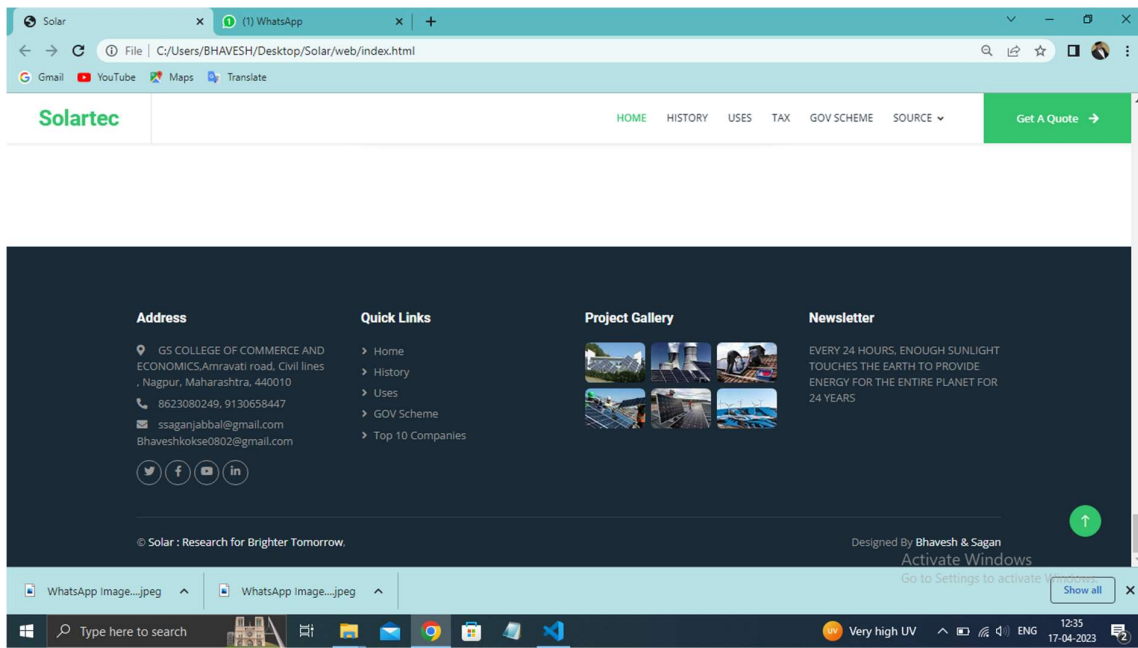 Solar
(1) WhatsApp
File C:/Users/BHAVESH/Desktop/Solar/web/index.html
Gmail YouTube Maps Translate
Solartec
HOME HISTORY USES TAX GOV SCHEME SOURCE
Get A Quote
Address
GS COLLEGE OF COMMERCE AND
ECONOMICS,Amravati road, Civil lines
, Nagpur, Maharashtra, 440010
8623080249, 9130658447
ssaganjabbal@gmail.com
Bhaveshkokse0802@gmail.com
Quick Links
Home
History
Uses
GOV Scheme
Top 10 Companies
Project Gallery
Newsletter
EVERY 24 HOURS, ENOUGH SUNLIGHT
TOUCHES THE EARTH TO PROVIDE
ENERGY FOR THE ENTIRE PLANET FOR
24 YEARS
© Solar : Research for Brighter Tomorrow.
Designed By Bhavesh & Sagan
Activate Windows
Go to Settings to activate Windows.
WhatsApp Image....jpeg
WhatsApp Image....jpeg
Show all
Type here to search
UV Very high UV
ENG
12:35
17-04-2023
2